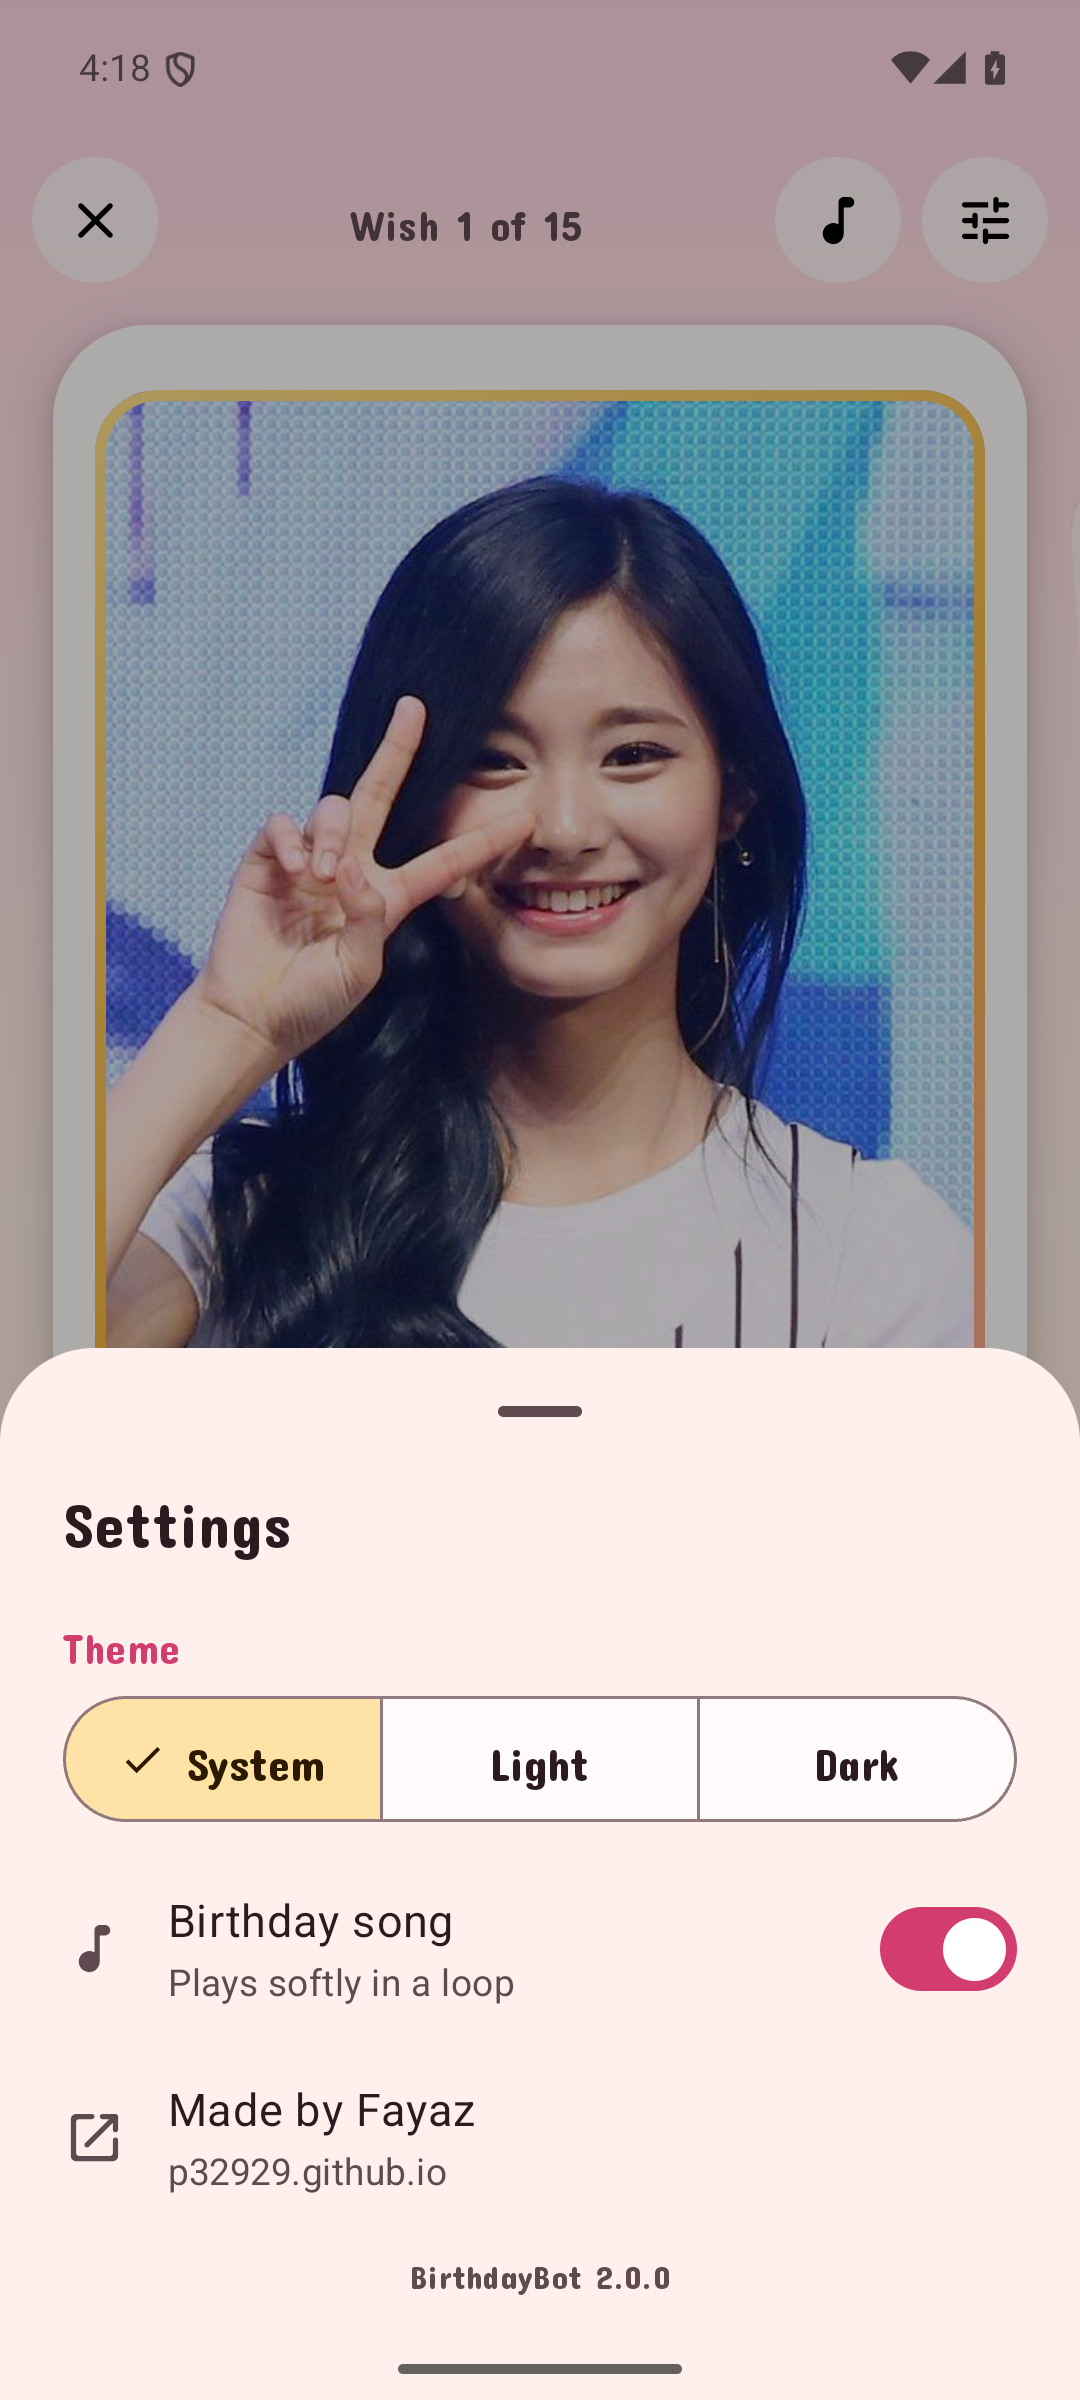 4:18
Wish 1 of 15
Settings
Theme
System
Light
Dark
Birthday song
Plays softly in a loop
Made by Fayaz
p32929.github.io
BirthdayBot 2.0.0